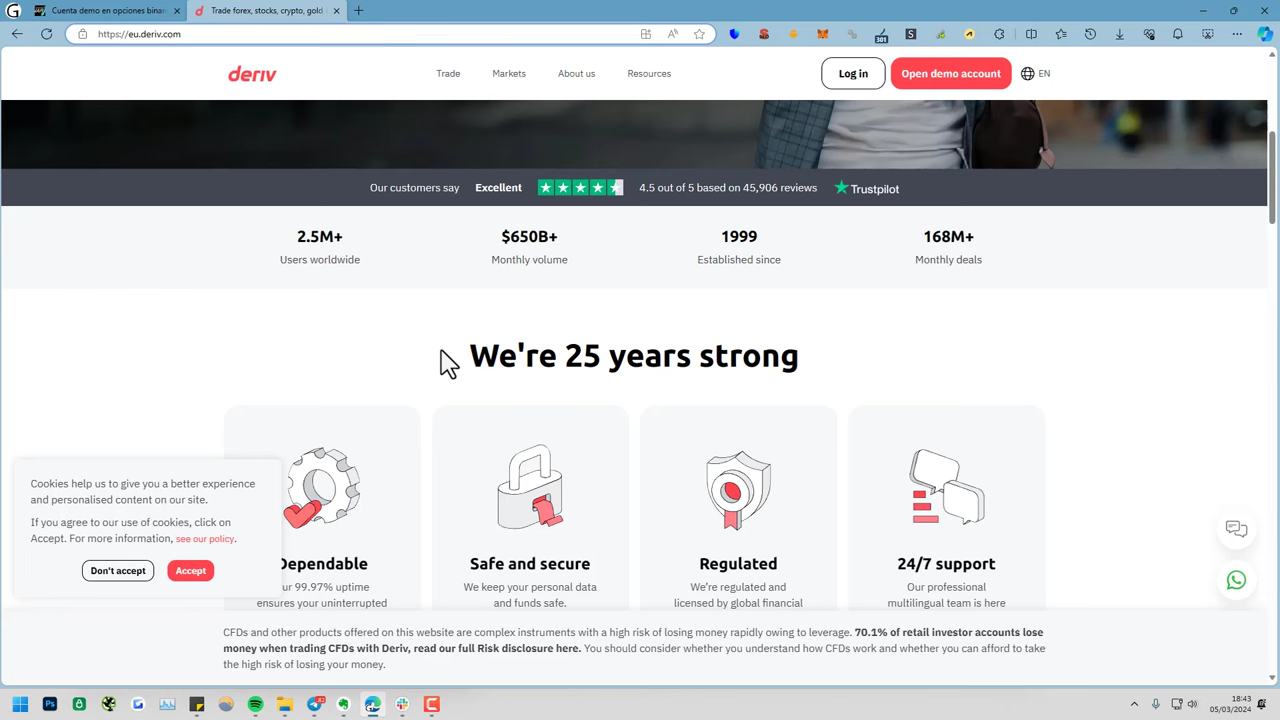 Cuenta demo en opciones binar
Trade forex, stocks, crypto, gold
https://eu.deriv.com
301
deriv
Trade
Markets
About us
Resources
Log in
Open demo account
EN
Our customers say Excellent 4.5 out of 5 based on 45,906 reviews Trustpilot
2.5M+
Users worldwide
$650B+
Monthly volume
1999
Established since
168M+
Monthly deals
We're 25 years strong
Cookies help us to give you a better experience
and personalised content on our site.
If you agree to our use of cookies, click on
Accept. For more information, see our policy.
Don't accept
Accept
Dependable
ur 99.97% uptime
ensures your uninterrupted
Safe and secure
We keep your personal data
and funds safe.
Regulated
We're regulated and
licensed by global financial
24/7 support
Our professional
multilingual team is here
CFDs and other products offered on this website are complex instruments with a high risk of losing money rapidly owing to leverage. 70.1% of retail investor accounts lose
money when trading CFDs with Deriv, read our full Risk disclosure here. You should consider whether you understand how CFDs work and whether you can afford to take
the high risk of losing your money.
18:43
05/03/2024